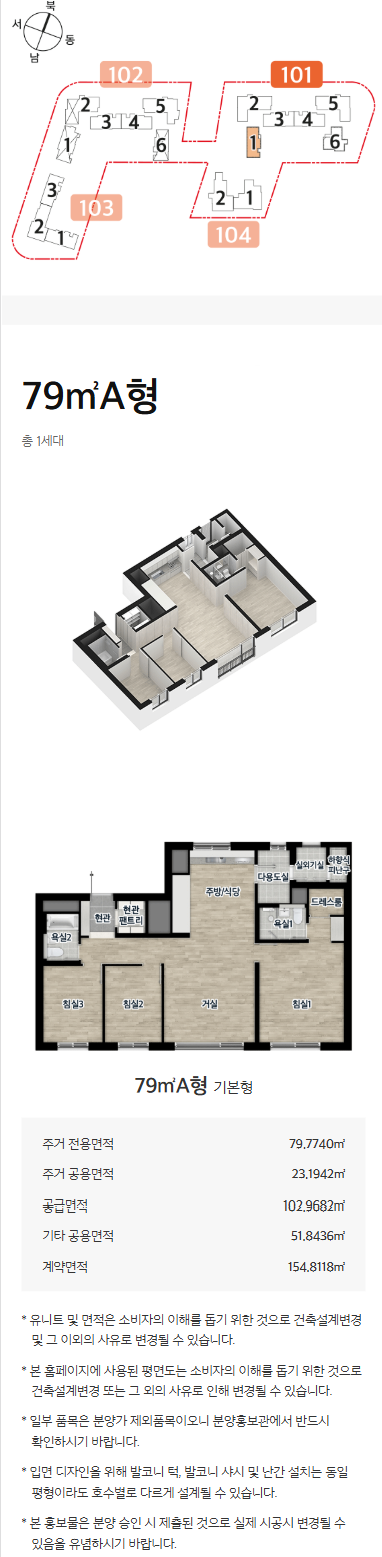 북
서
동
남
102
101
2
5
2
5
3
4
3
4
1
6
1
6
3
103
2
1
2
1
104
79㎡A형
총 1세대
주방/식당
다용도실
실외기실
하향식
피난구
드레스룸
현관
현관
팬트리
욕실2
욕실1
침실3
침실2
거실
침실1
79㎡A형 기본형
주거 전용면적 79.7740㎡
주거 공용면적 23.1942㎡
공급면적 102.9682㎡
기타 공용면적 51.8436㎡
계약면적 154.8118㎡
* 유니트 및 면적은 소비자의 이해를 돕기 위한 것으로 건축설계변경
및 그 이외의 사유로 변경될 수 있습니다.
* 본 홈페이지에 사용된 평면도는 소비자의 이해를 돕기 위한 것으로
건축설계변경 또는 그 외의 사유로 인해 변경될 수 있습니다.
* 일부 품목은 분양가 제외품목이오니 분양홍보관에서 반드시
확인하시기 바랍니다.
* 입면 디자인을 위해 발코니 턱, 발코니 샤시 및 난간 설치는 동일
평형이라도 호수별로 다르게 설계될 수 있습니다.
* 본 홍보물은 분양 승인 시 제출된 것으로 실제 시공시 변경될 수
있음을 유념하시기 바랍니다.